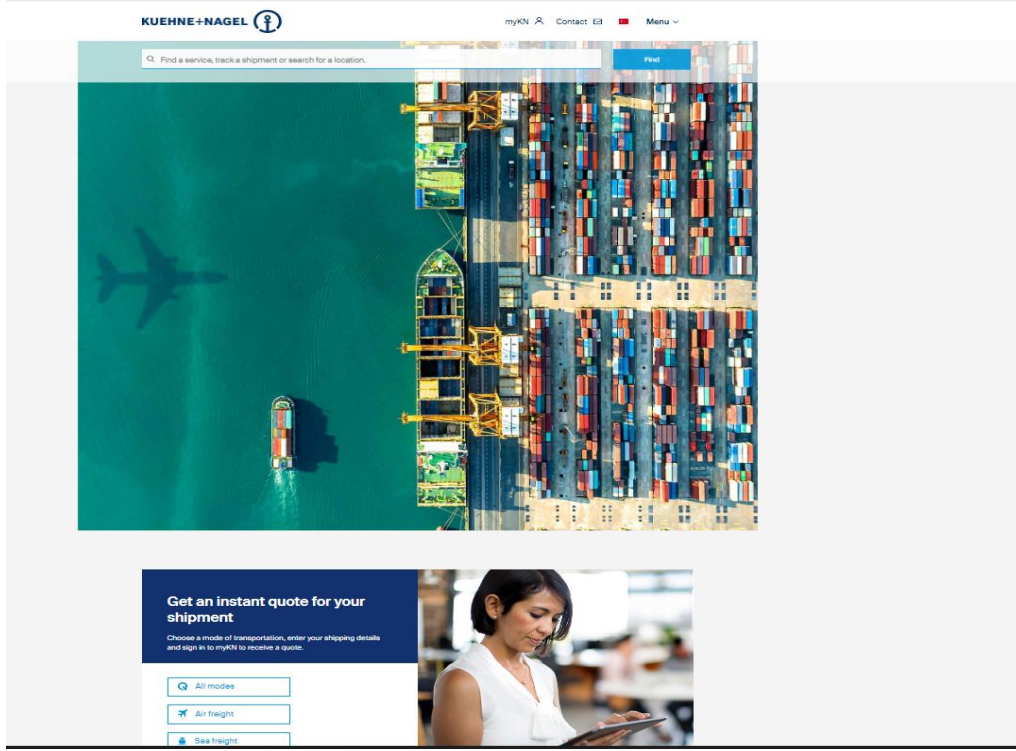 KUEHNE+NAGEL
myKN Contact Menu
Find a service, track a shipment or search for a location.
Find
Get an instant quote for your
shipment
Choose a mode of transportation, enter your shipping details
and sign in to myKN to receive a quote.
All modes
Air freight
Sea freight